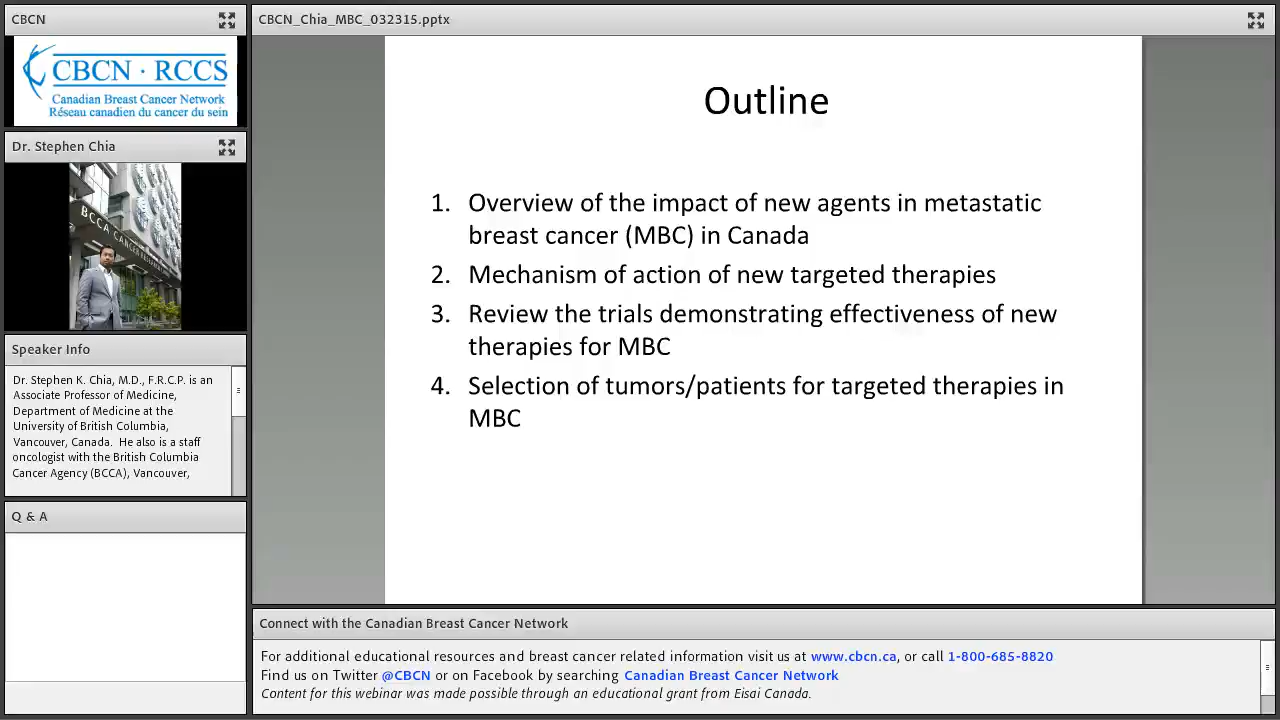 CBCN
CBCN · RCCS
Canadian Breast Cancer Network
Réseau canadien du cancer du sein
Dr. Stephen Chia
BCCA CANCER RESEARCH
Speaker Info
Dr. Stephen K. Chia, M.D., F.R.C.P. is an
Associate Professor of Medicine,
Department of Medicine at the
University of British Columbia,
Vancouver, Canada. He also is a staff
oncologist with the British Columbia
Cancer Agency (BCCA), Vancouver,
Q & A
CBCN_Chia_MBC_032315.pptx
Outline
1. Overview of the impact of new agents in metastatic
breast cancer (MBC) in Canada
2. Mechanism of action of new targeted therapies
3. Review the trials demonstrating effectiveness of new
therapies for MBC
4. Selection of tumors/patients for targeted therapies in
MBC
Connect with the Canadian Breast Cancer Network
For additional educational resources and breast cancer related information visit us at www.cbcn.ca, or call 1-800-685-8820
Find us on Twitter @CBCN or on Facebook by searching Canadian Breast Cancer Network
Content for this webinar was made possible through an educational grant from Eisai Canada.